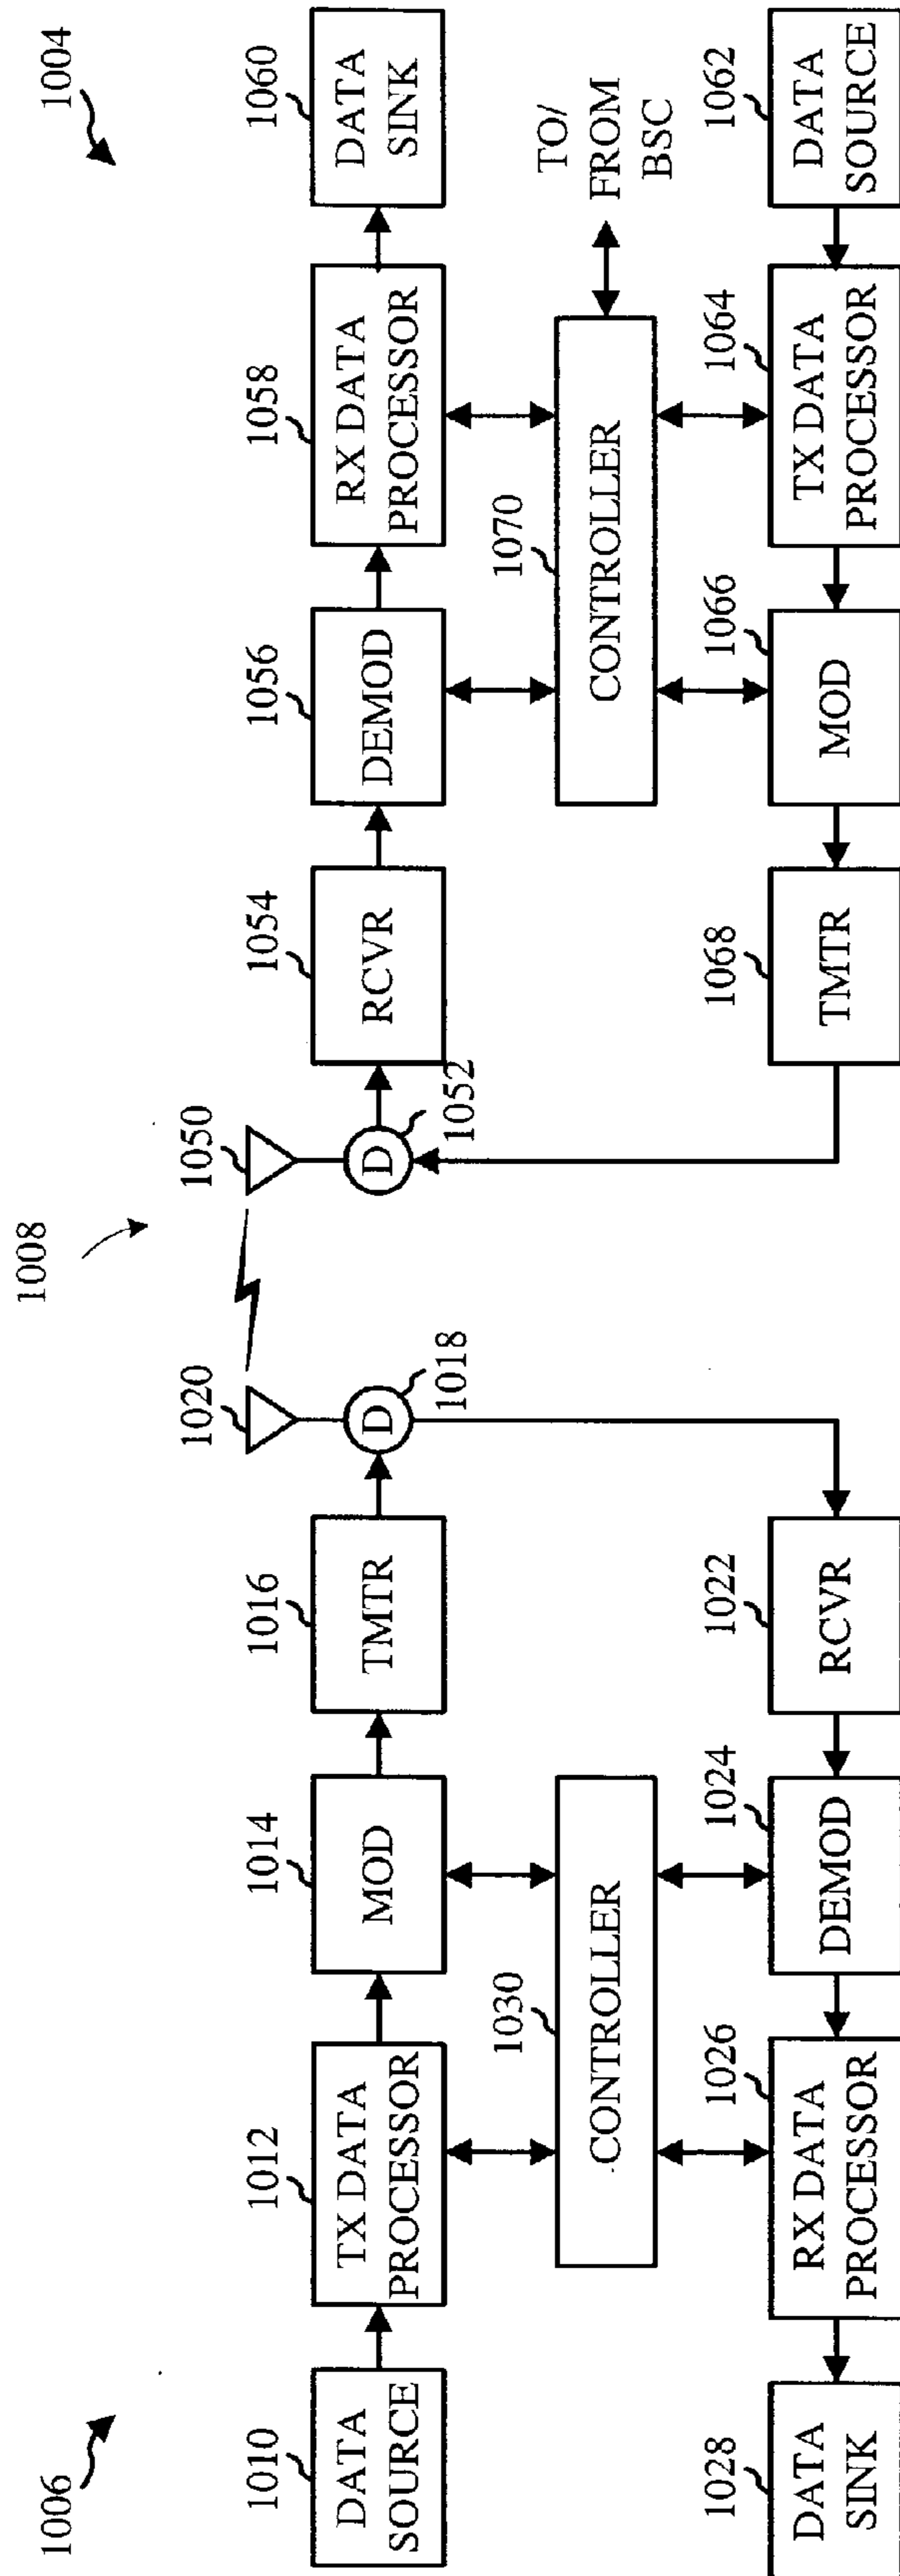 1006
1008
1004
1010
DATA
SOURCE
1012
TX DATA
PROCESSOR
1014
MOD
1016
TMTR
1020
D
1018
1050
D
1052
1054
RCVR
1056
DEMOD
1058
RX DATA
PROCESSOR
1060
DATA
SINK
1030
CONTROLLER
1070
CONTROLLER
TO/
FROM
BSC
1028
DATA
SINK
1026
RX DATA
PROCESSOR
1024
DEMOD
1022
RCVR
1068
TMTR
1066
MOD
1064
TX DATA
PROCESSOR
1062
DATA
SOURCE